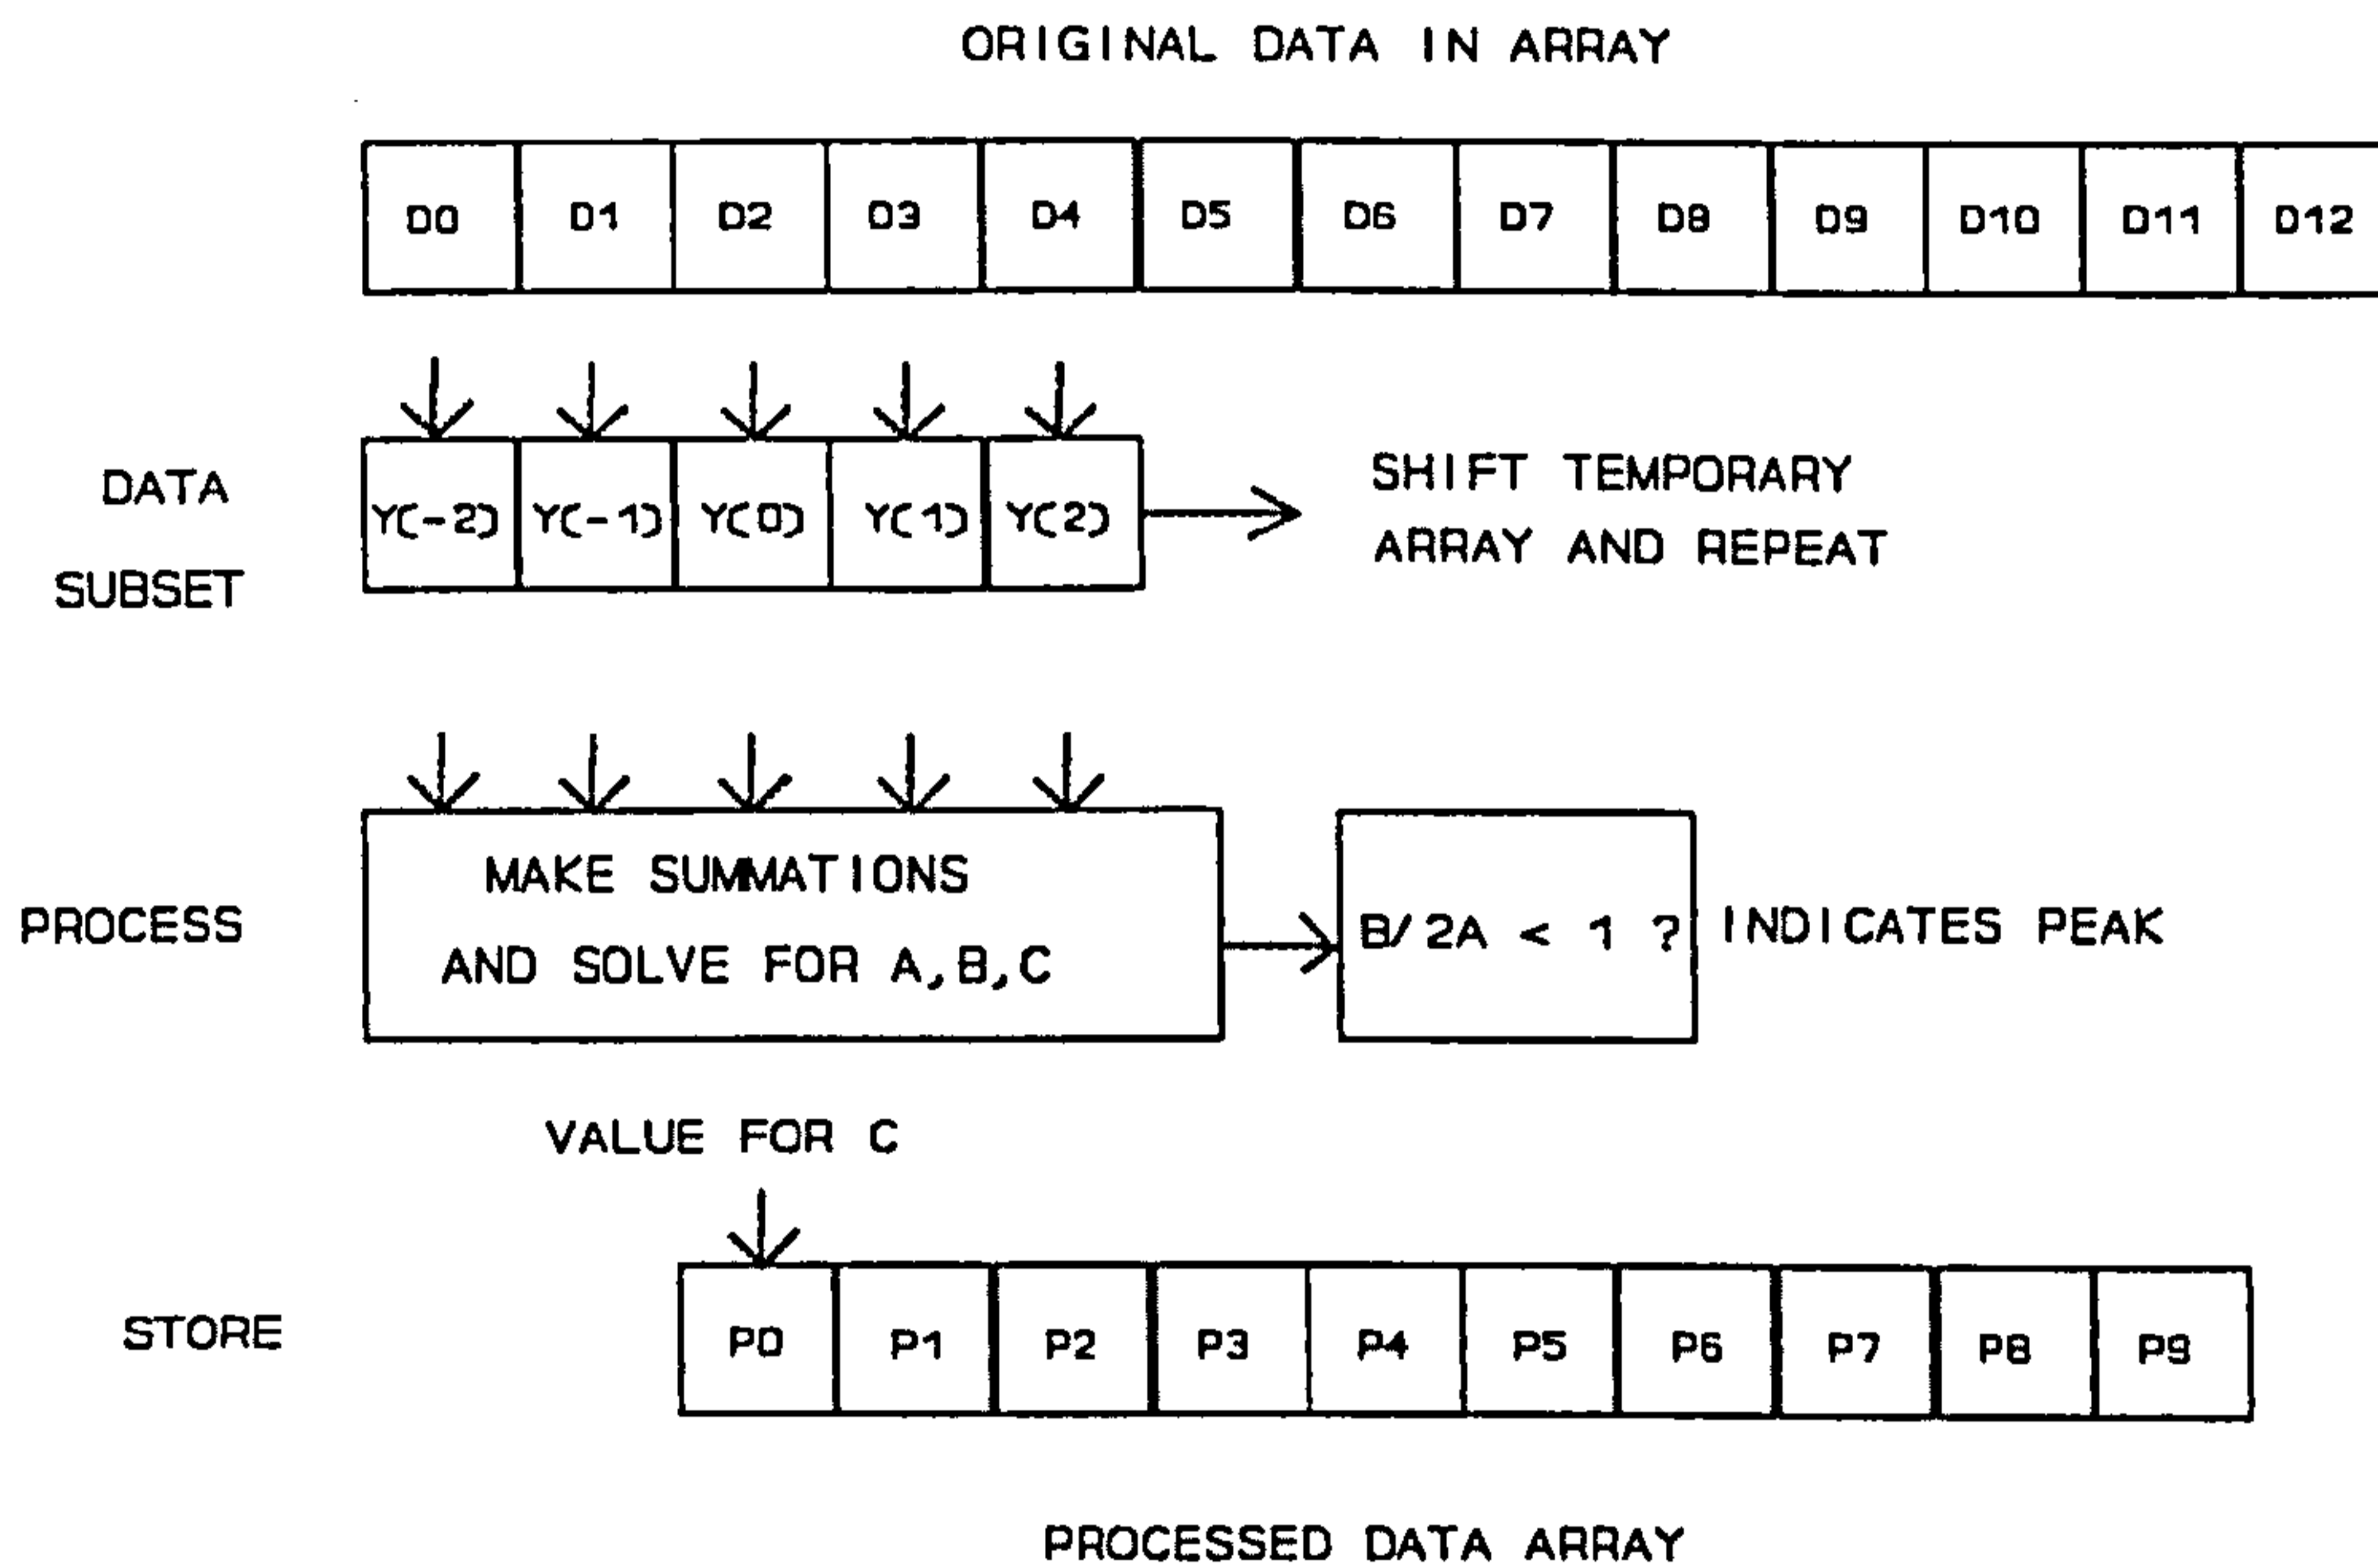 ORIGINAL DATA IN ARRAY
D0 D1 D2 D3 D4 D5 D6 D7 D8 D9 D10 D11 D12
DATA
SUBSET
Y(-2) Y(-1) Y(0) Y(1) Y(2)
SHIFT TEMPORARY
ARRAY AND REPEAT
PROCESS
MAKE SUMMATIONS
AND SOLVE FOR A,B,C
B/2A < 1 ?
INDICATES PEAK
VALUE FOR C
STORE
P0 P1 P2 P3 P4 P5 P6 P7 P8 P9
PROCESSED DATA ARRAY